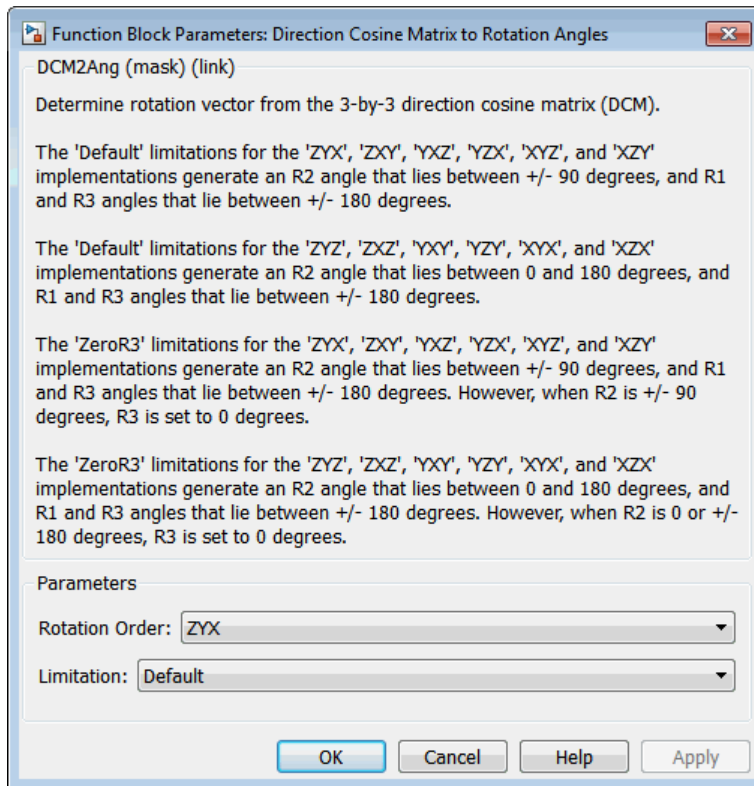 Function Block Parameters: Direction Cosine Matrix to Rotation Angles
DCM2Ang (mask) (link)
Determine rotation vector from the 3-by-3 direction cosine matrix (DCM).
The 'Default' limitations for the 'ZYX', 'ZXY', 'YXZ', 'YZX', 'XYZ', and 'XZY'
implementations generate an R2 angle that lies between +/- 90 degrees, and R1
and R3 angles that lie between +/- 180 degrees.
The 'Default' limitations for the 'ZYZ', 'ZXZ', 'YXY', 'YZY', 'XYX', and 'XZX'
implementations generate an R2 angle that lies between 0 and 180 degrees, and
R1 and R3 angles that lie between +/- 180 degrees.
The 'ZeroR3' limitations for the 'ZYX', 'ZXY', 'YXZ', 'YZX', 'XYZ', and 'XZY'
implementations generate an R2 angle that lies between +/- 90 degrees, and R1
and R3 angles that lie between +/- 180 degrees. However, when R2 is +/- 90
degrees, R3 is set to 0 degrees.
The 'ZeroR3' limitations for the 'ZYZ', 'ZXZ', 'YXY', 'YZY', 'XYX', and 'XZX'
implementations generate an R2 angle that lies between 0 and 180 degrees, and
R1 and R3 angles that lie between +/- 180 degrees. However, when R2 is 0 or +/-
180 degrees, R3 is set to 0 degrees.
Parameters
Rotation Order: ZYX
Limitation: Default
OK Cancel Help Apply